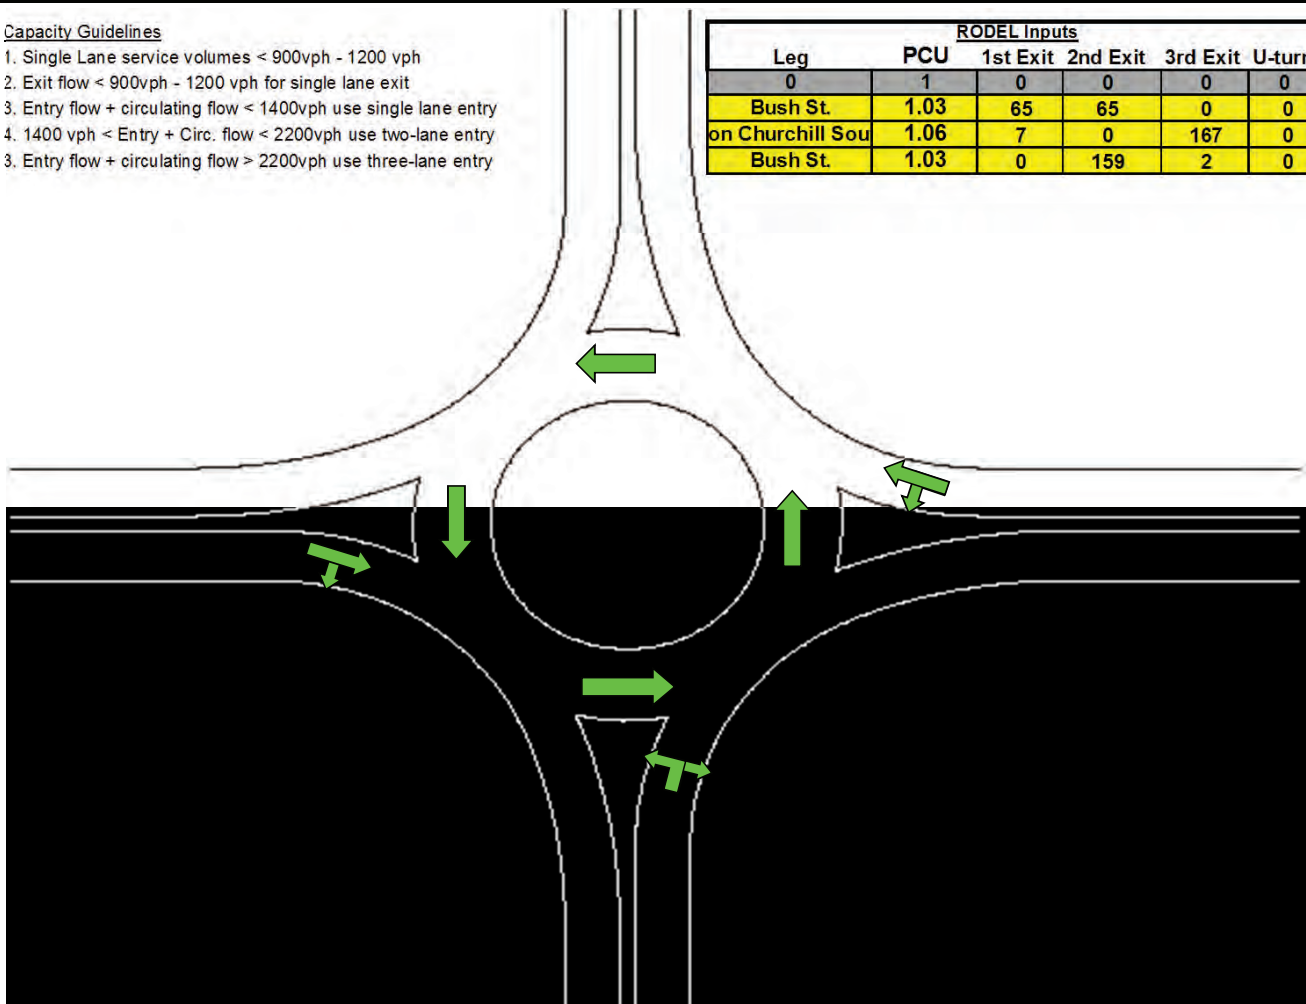 Capacity Guidelines
1. Single Lane service volumes < 900vph - 1200 vph
2. Exit flow < 900vph - 1200 vph for single lane exit
3. Entry flow + circulating flow < 1400vph use single lane entry
4. 1400 vph < Entry + Circ. flow < 2200vph use two-lane entry
3. Entry flow + circulating flow > 2200vph use three-lane entry
RODEL Inputs
Leg PCU 1st Exit 2nd Exit 3rd Exit U-turn
0 1 0 0 0 0
Bush St. 1.03 65 65 0 0
on Churchill Sou 1.06 7 0 167 0
Bush St. 1.03 0 159 2 0